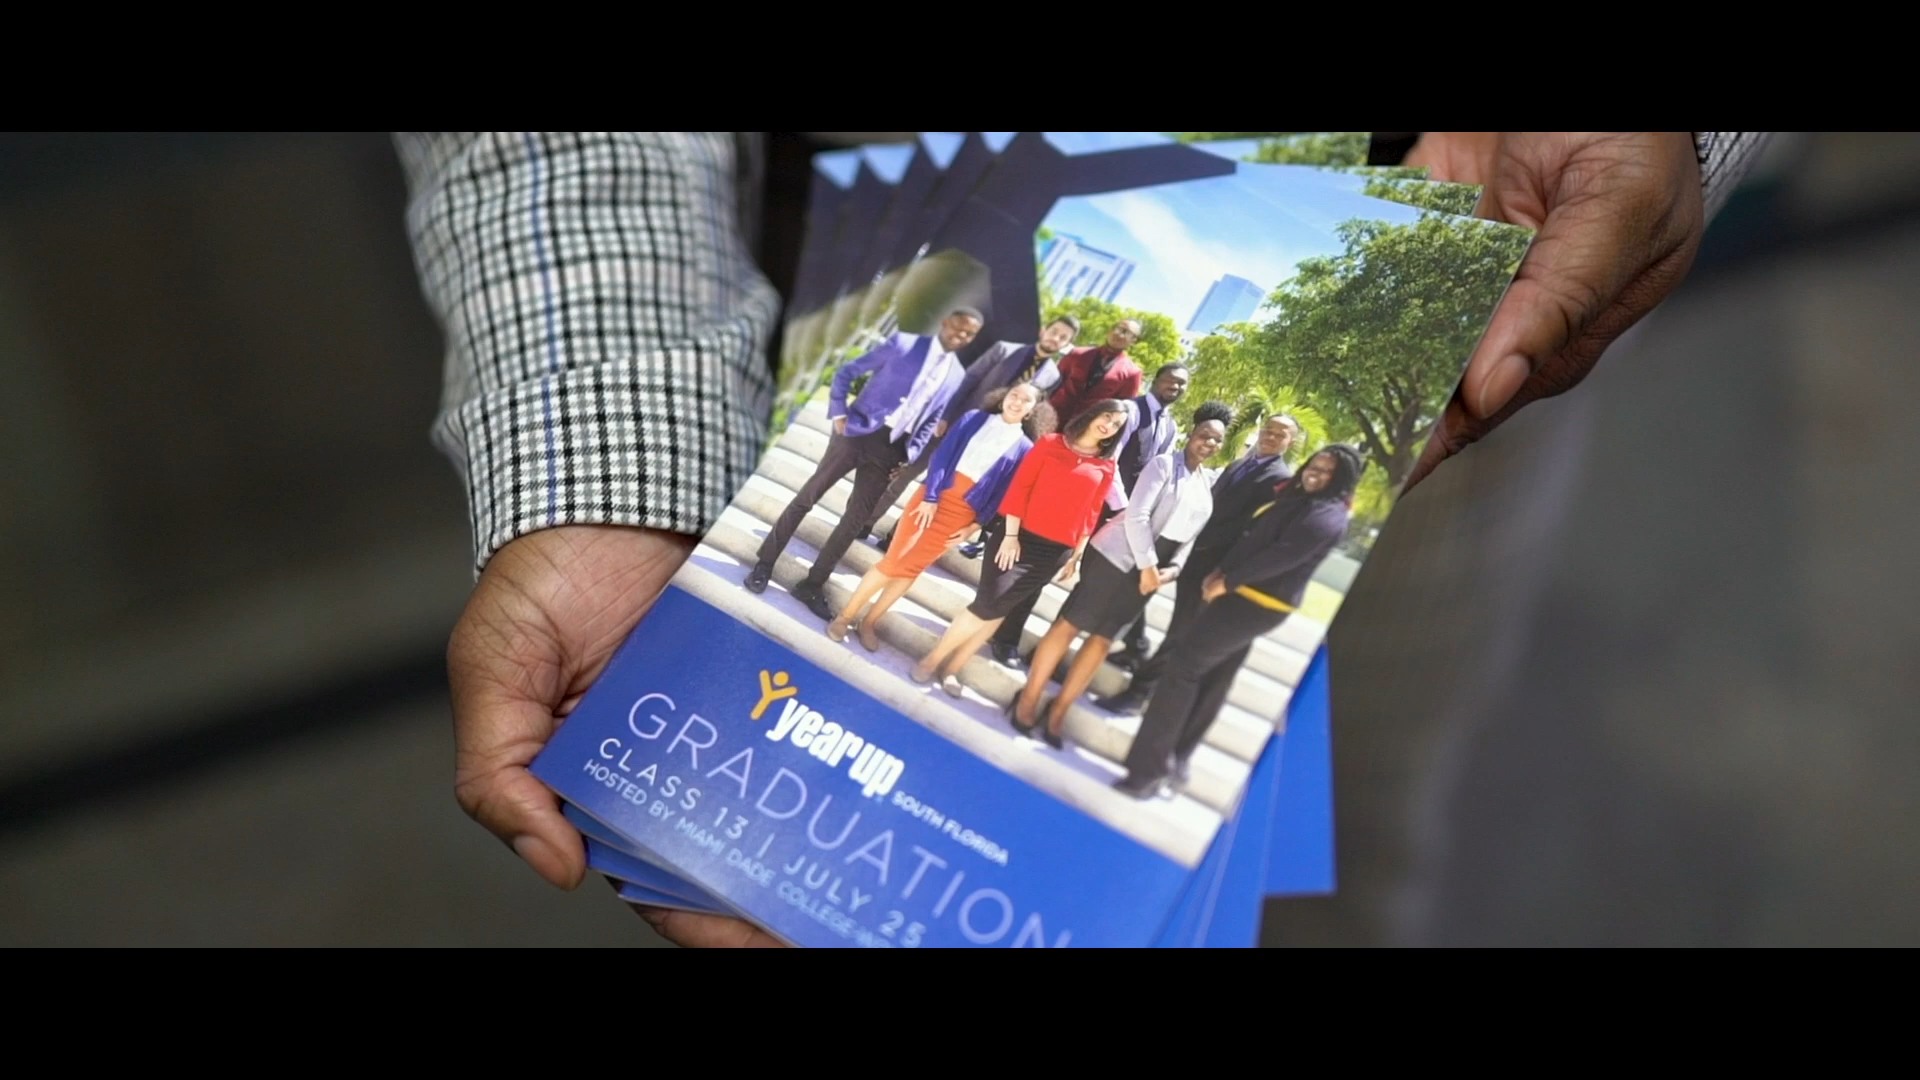 yearup
SOUTH FLORIDA
GRADUATION
CLASS 13 | JULY 25
HOSTED BY MIAMI DADE COLLEGE